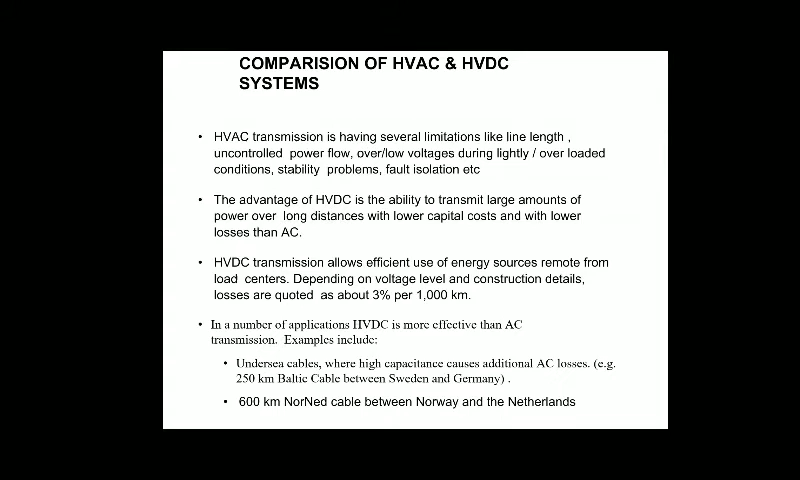 COMPARISION OF HVAC & HVDC
SYSTEMS
• HVAC transmission is having several limitations like line length ,
uncontrolled power flow, over/low voltages during lightly / over loaded
conditions, stability problems, fault isolation etc
• The advantage of HVDC is the ability to transmit large amounts of
power over long distances with lower capital costs and with lower
losses than AC.
• HVDC transmission allows efficient use of energy sources remote from
load centers. Depending on voltage level and construction details,
losses are quoted as about 3% per 1,000 km.
• In a number of applications HVDC is more effective than AC
transmission. Examples include:
• Undersea cables, where high capacitance causes additional AC losses. (e.g.
250 km Baltic Cable between Sweden and Germany) .
• 600 km NorNed cable between Norway and the Netherlands